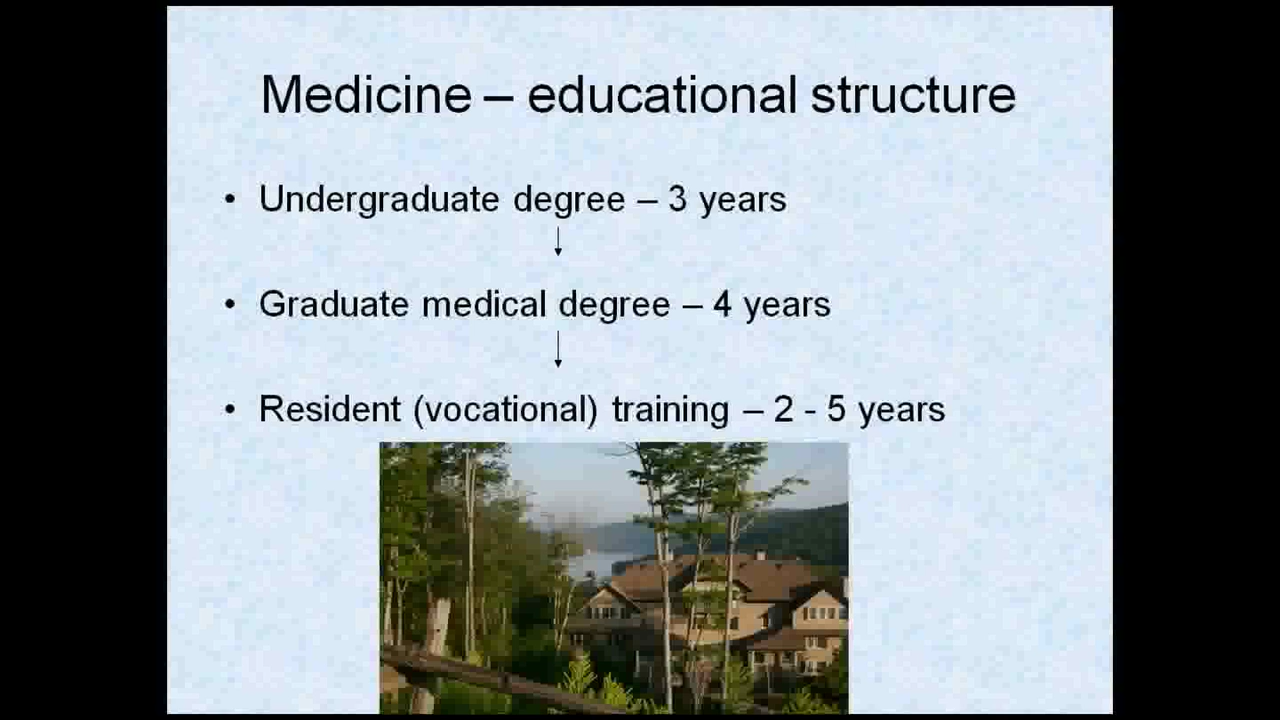 Medicine – educational structure
• Undergraduate degree – 3 years
• Graduate medical degree – 4 years
• Resident (vocational) training – 2 - 5 years